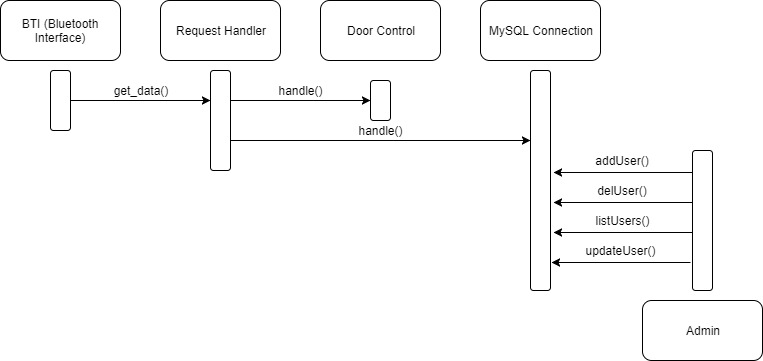 BTI (Bluetooth
Interface)
Request Handler
Door Control
MySQL Connection
get_data()
handle()
handle()
addUser()
delUser()
listUsers()
updateUser()
Admin